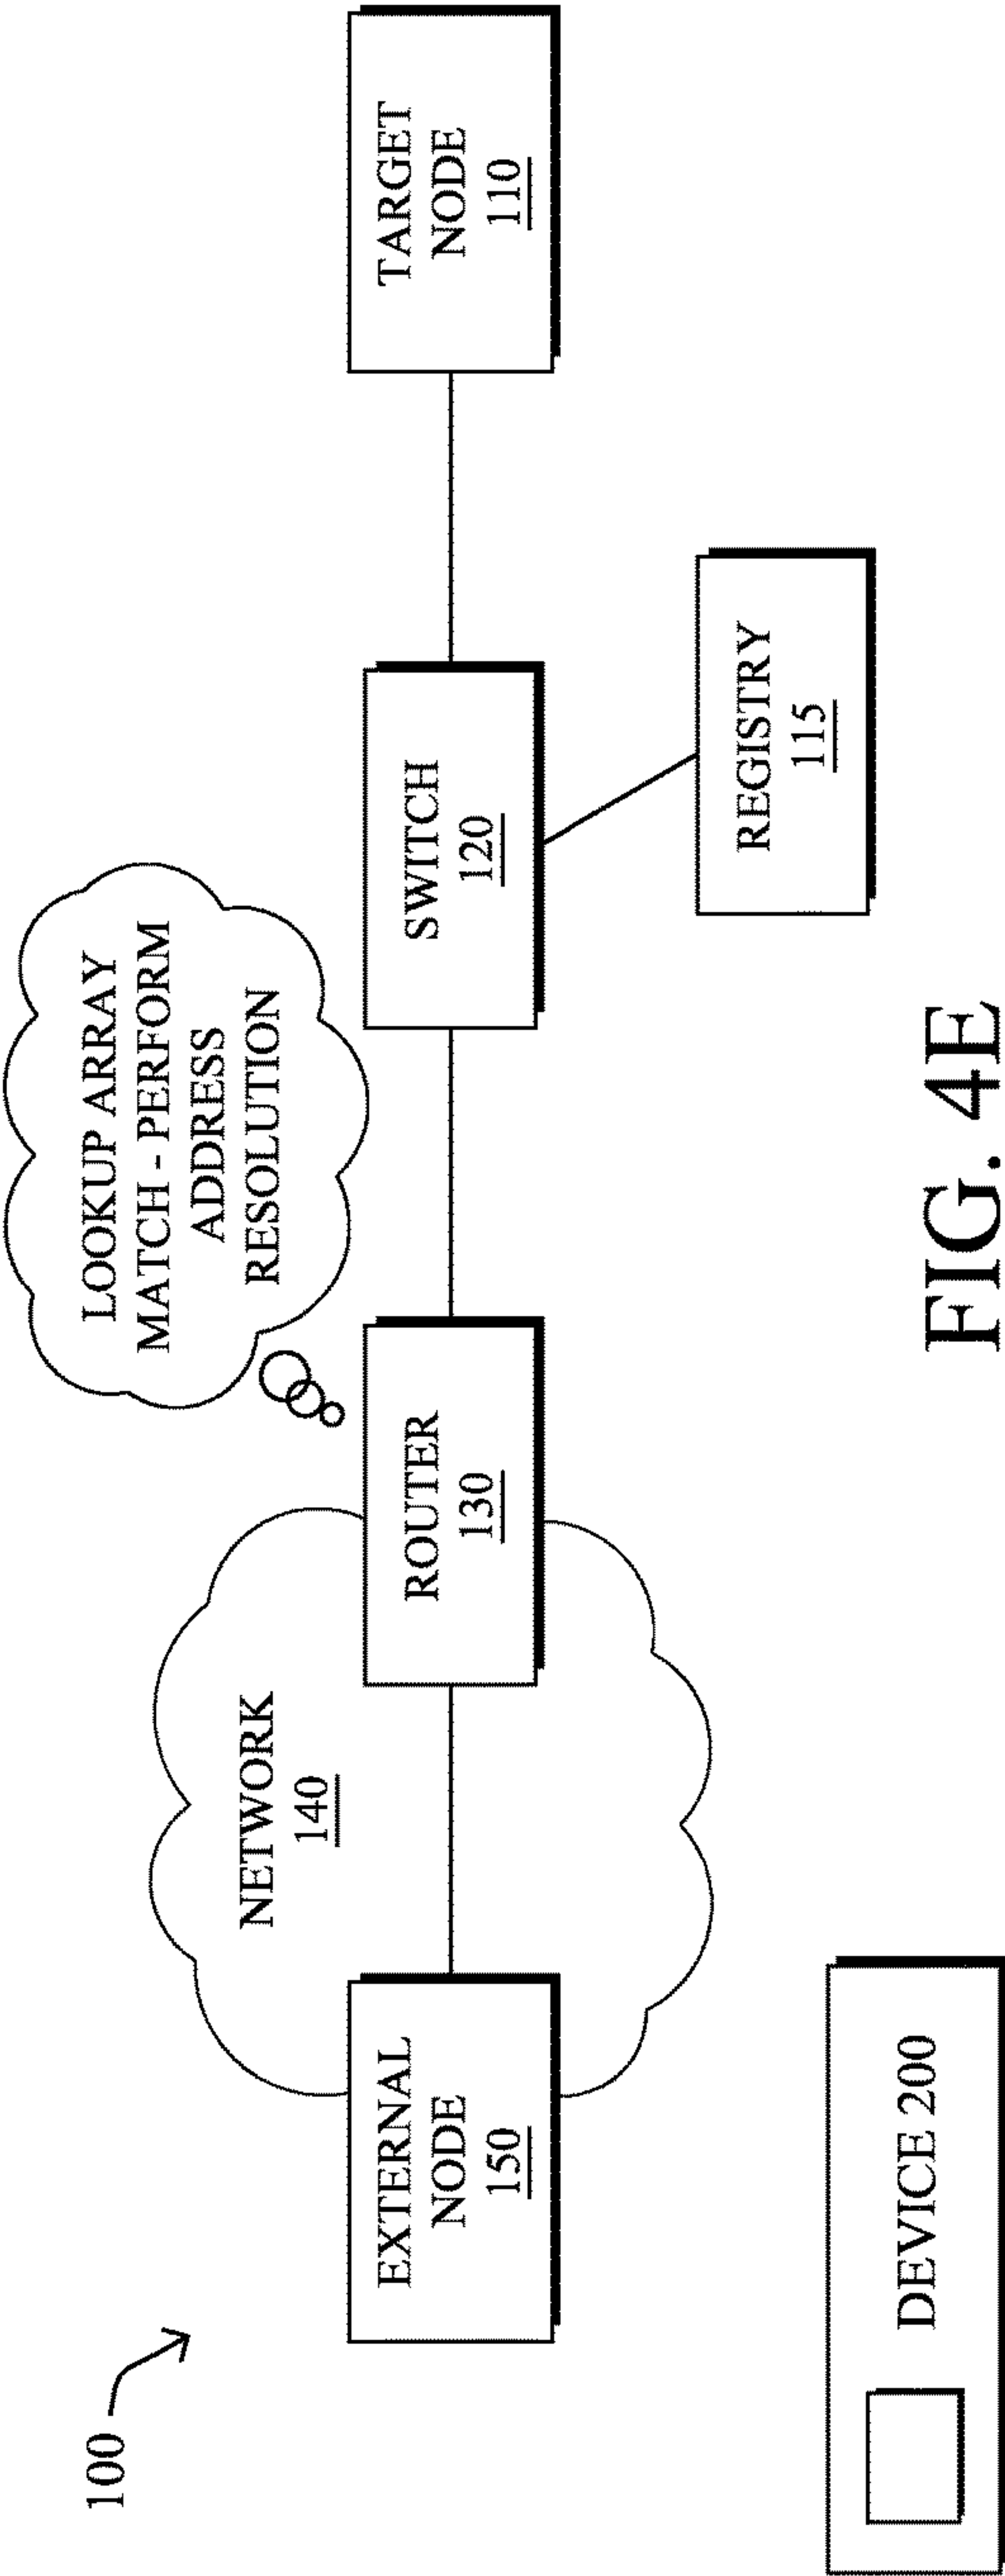 100
LOOKUP ARRAY
MATCH - PERFORM
ADDRESS
RESOLUTION
NETWORK
140
EXTERNAL
NODE
150
ROUTER
130
SWITCH
120
TARGET
NODE
110
REGISTRY
115
DEVICE 200
FIG. 4E